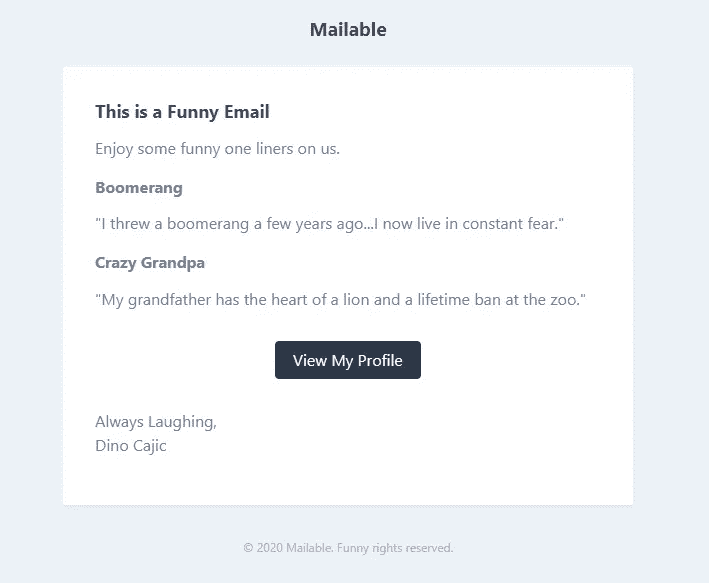 Mailable
This is a Funny Email
Enjoy some funny one liners on us.
Boomerang
"I threw a boomerang a few years ago...I now live in constant fear."
Crazy Grandpa
"My grandfather has the heart of a lion and a lifetime ban at the zoo."
View My Profile
Always Laughing,
Dino Cajic
© 2020 Mailable. Funny rights reserved.